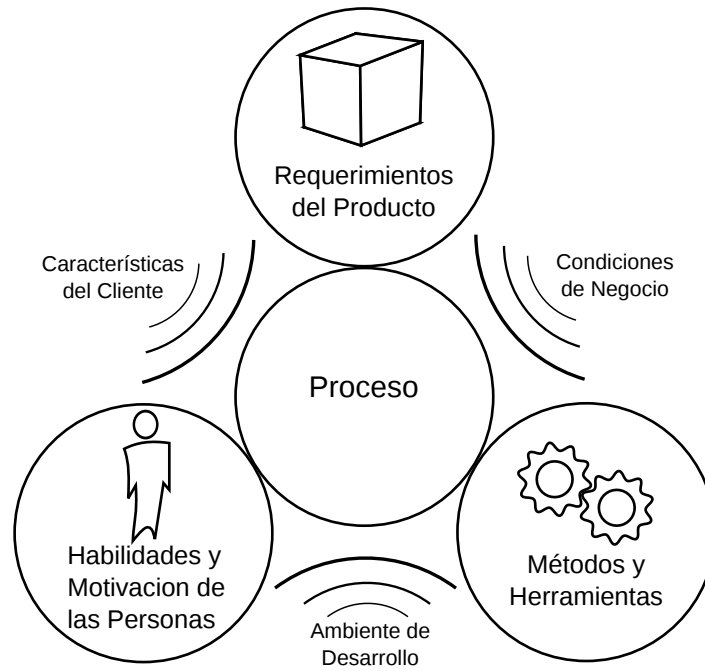 Requerimientos
del Producto
Características
del Cliente
Condiciones
de Negocio
Proceso
Habilidades y
Motivacion de
las Personas
Métodos y
Herramientas
Ambiente de
Desarrollo